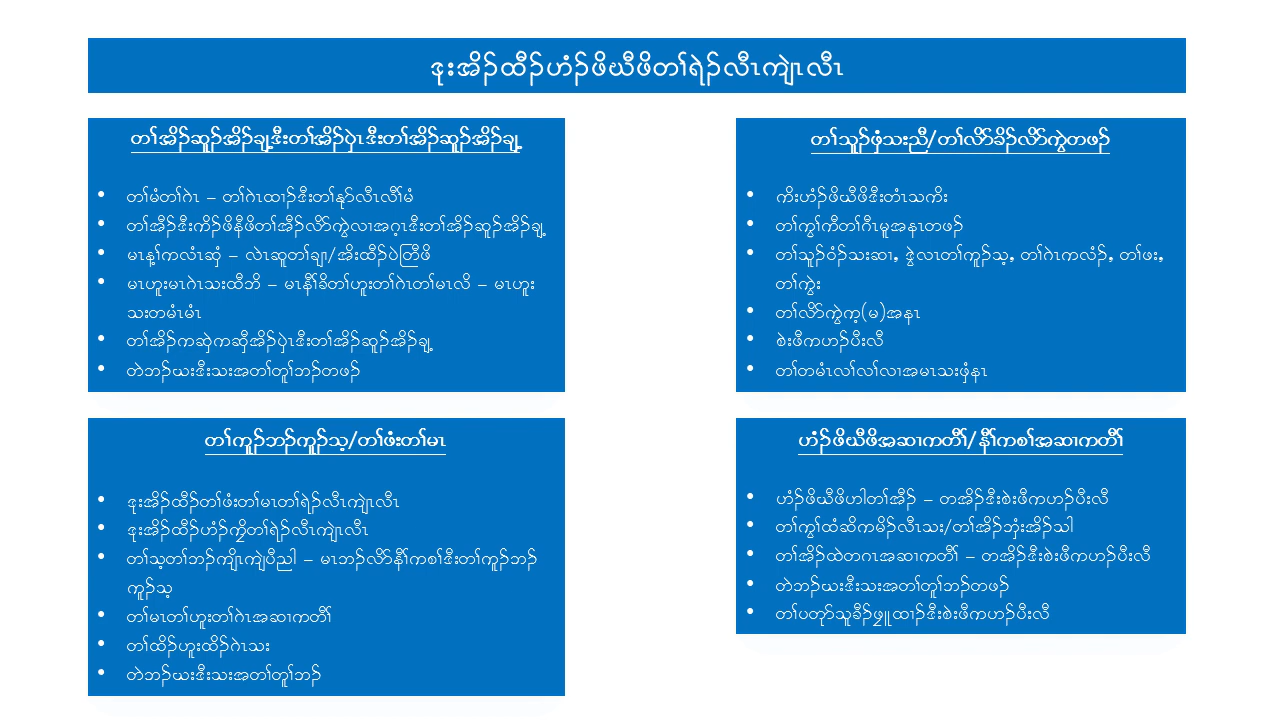 ဒုးအိၣ်ထီၣ်ဟံၣ်ဖိဃီဖိတၢ်ရဲၣ်လီၤကျဲၤလီၤ
တၢ်အိၣ်ဆူၣ်အိၣ်ချ့ဒီးတၢ်အိၣ်ပှဲၤဒီးတၢ်အိၣ်ဆူၣ်အိၣ်ချ့
• တၢ်မံတၢ်ဂဲၤ – တၢ်ဂဲၤထၢၣ်ဒီးတၢ်နုာ်လီၤလီၢ်မံ
• တၢ်အီၣ်ဒီးကိၣ်ဖိနီဖိတၢ်အီၣ်လိာ်ကွဲလၢအဂ့ၤဒီးတၢ်အိၣ်ဆူၣ်အိၣ်ချ့
• မၤန့ၢ်ကလံၤဆှံ – လဲၤဆူတၢ်ချၢ/အိးထီၣ်ပဲတြီဖိ
• မၤဟူးမၤဂဲၤသးထီဘိ – မၤနီၢ်ခိတၢ်ဟူးတၢ်ဂဲၤတၢ်မၤလိ – မၤဟူး
သးတမံၤမံၤ
• တၢ်အိၣ်ကဆှဲကဆှီအိၣ်ပှဲၤဒီးတၢ်အိၣ်ဆူၣ်အိၣ်ချ့
• တဲဘၣ်ဃးဒီးသးအတၢ်တူၢ်ဘၣ်တဖၣ်
တၢ်သူၣ်ဖုံသးညီ/တၢ်လိာ်ခိၣ်လိာ်ကွဲတဖၣ်
• ကိးဟံၣ်ဖိဃီဖိဒီးတံၤသကိး
• တၢ်ကွၢ်ကီတၢ်ဂီၤမူအနၤတဖၣ်
• တၢ်သူၣ်ဝံၣ်သးဆၢ, ဒွဲလၤတၢ်ကူၣ်သ့, တၢ်ဂဲၤကလံၣ်, တၢ်ဖး,
တၢ်ကွဲး
• တၢ်လိာ်ကွဲက့(မ)အနၤ
• စဲးဖီကဟၣ်ပီးလီ
• တၢ်တမံၤလၢ်လၢ်လၢအမၤသးဖှံနၤ
တၢ်ကူၣ်ဘၣ်ကူၣ်သ့/တၢ်ဖံးတၢ်မၤ
• ဒုးအိၣ်ထီၣ်တၢ်ဖံးတၢ်မၤတၢ်ရဲၣ်လီၤကျဲၤလီၤ
• ဒုးအိၣ်ထီၣ်ဟံၣ်ကၠိတၢ်ရဲၣ်လီၤကျဲၤလီၤ
• တၢ်သ့တၢ်ဘၣ်ကျိၤကျဲပီညါ – မၤဘၣ်လိာ်နီၢ်ကစၢ်ဒီးတၢ်ကူၣ်ဘၣ်
ကူၣ်သ့
• တၢ်မၤတၢ်ဟူးတၢ်ဂဲၤအဆၢကတီၢ်
• တၢ်ထိၣ်ဟူးထိၣ်ဂဲၤသး
• တဲဘၣ်ဃးဒီးသးအတၢ်တူၢ်ဘၣ်
ဟံၣ်ဖိဃီဖိအဆၢကတီၢ်/နီၢ်ကစၢ်အဆၢကတီၢ်
• ဟံၣ်ဖိဃီဖိဟါတၢ်အီၣ် – တအိၣ်ဒီးစဲးဖီကဟၣ်ပီးလီ
• တၢ်ကွၢ်ထံဆိကမိၣ်လီၤသး/တၢ်အိၣ်ဘှံးအိၣ်သါ
• တၢ်အိၣ်ထဲတဂၤအဆၢကတီၢ် – တအိၣ်ဒီးစဲးဖီကဟၣ်ပီးလီ
• တဲဘၣ်ဃးဒီးသးအတၢ်တူၢ်ဘၣ်တဖၣ်
• တၢ်ပတုာ်သူခီၣ်ဖၠူထၢၣ်ဒီးစဲးဖီကဟၣ်ပီးလီ